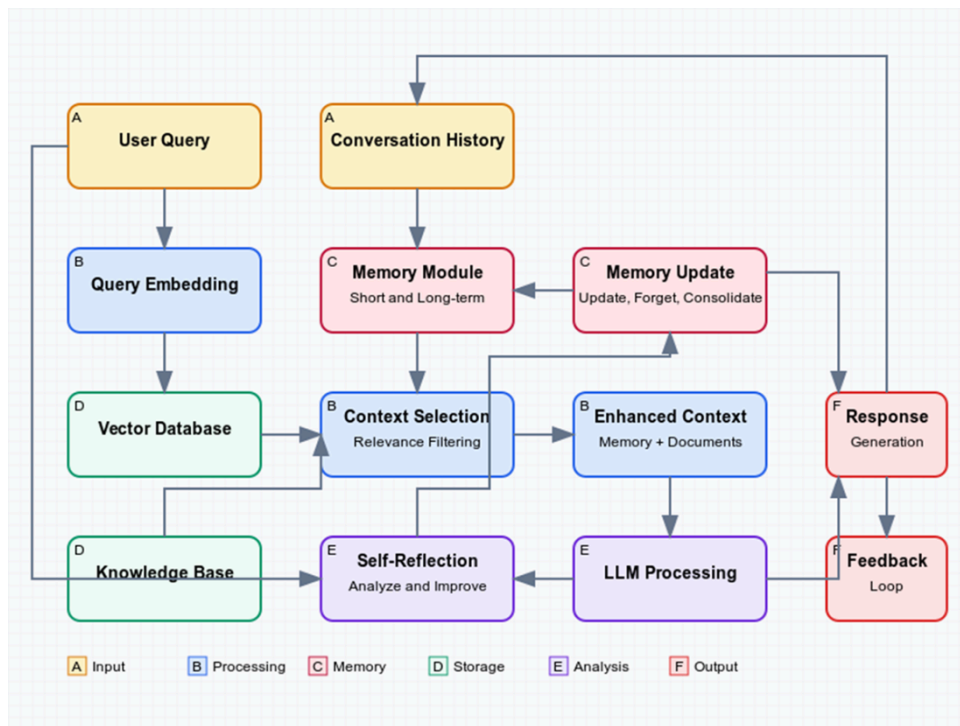 A
User Query
A
Conversation History
B
Query Embedding
C
Memory Module
Short and Long-term
C
Memory Update
Update, Forget, Consolidate
D
Vector Database
B
Context Selection
Relevance Filtering
B
Enhanced Context
Memory + Documents
F
Response
Generation
D
Knowledge Base
E
Self-Reflection
Analyze and Improve
E
LLM Processing
F
Feedback
Loop
A Input B Processing C Memory D Storage E Analysis F Output